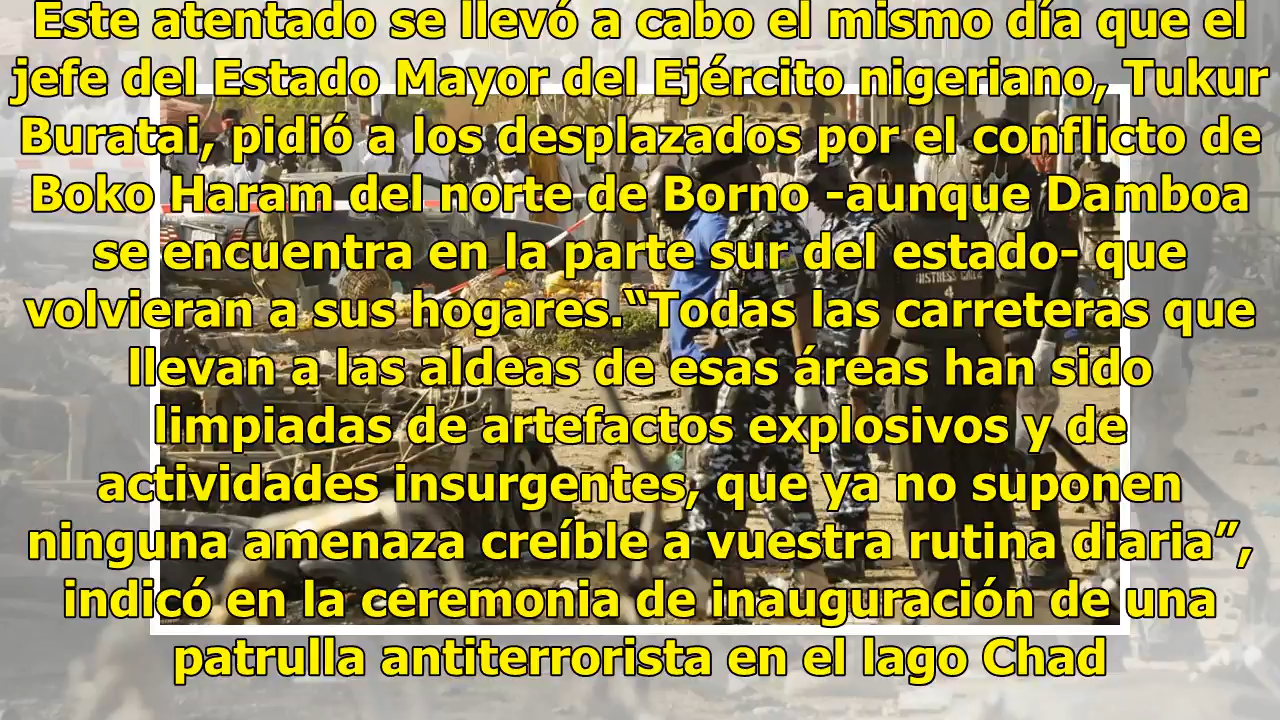 Este atentado se llevó a cabo el mismo día que el
jefe del Estado Mayor del Ejército nigeriano, Tukur
Buratai, pidió a los desplazados por el conflicto de
Boko Haram del norte de Borno -aunque Damboa
se encuentra en la parte sur del estado- que
volvieran a sus hogares.“Todas las carreteras que
llevan a las aldeas de esas áreas han sido
limpiadas de artefactos explosivos y de
actividades insurgentes, que ya no suponen
ninguna amenaza creíble a vuestra rutina diaria”,
indicó en la ceremonia de inauguración de una
patrulla antiterrorista en el lago Chad
4